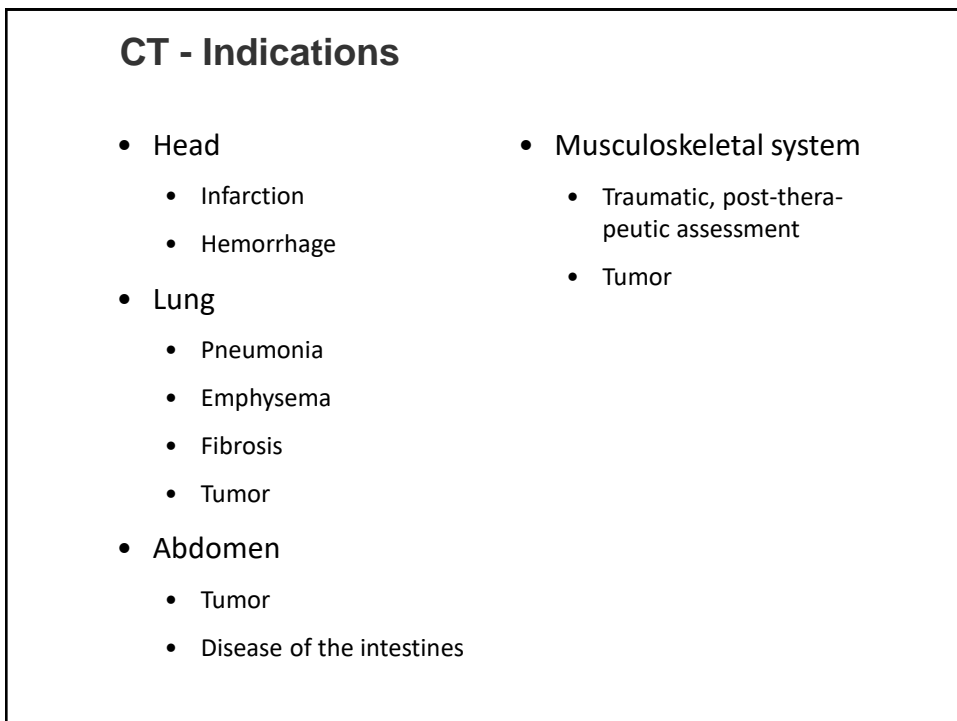 CT - Indications
• Head
• Infarction
• Hemorrhage
• Lung
• Pneumonia
• Emphysema
• Fibrosis
• Tumor
• Abdomen
• Tumor
• Disease of the intestines
• Musculoskeletal system
• Traumatic, post-thera-
peutic assessment
• Tumor